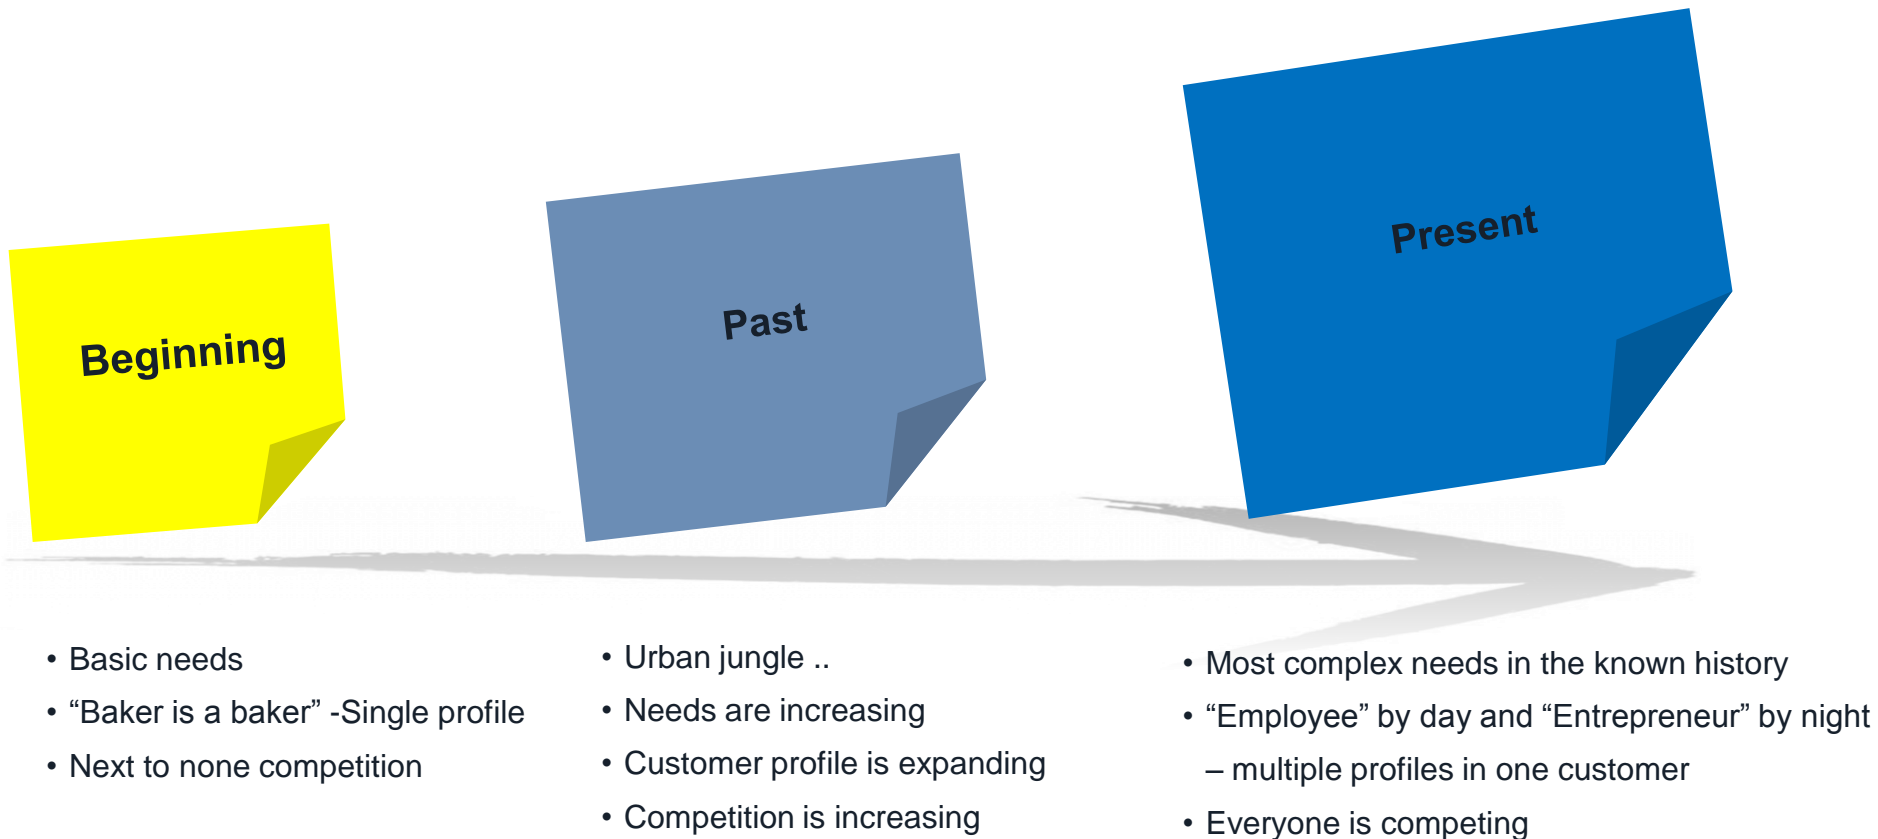 Beginning
Past
Present
• Basic needs
• “Baker is a baker” -Single profile
• Next to none competition
• Urban jungle ..
• Needs are increasing
• Customer profile is expanding
• Competition is increasing
• Most complex needs in the known history
• “Employee” by day and “Entrepreneur” by night
– multiple profiles in one customer
• Everyone is competing